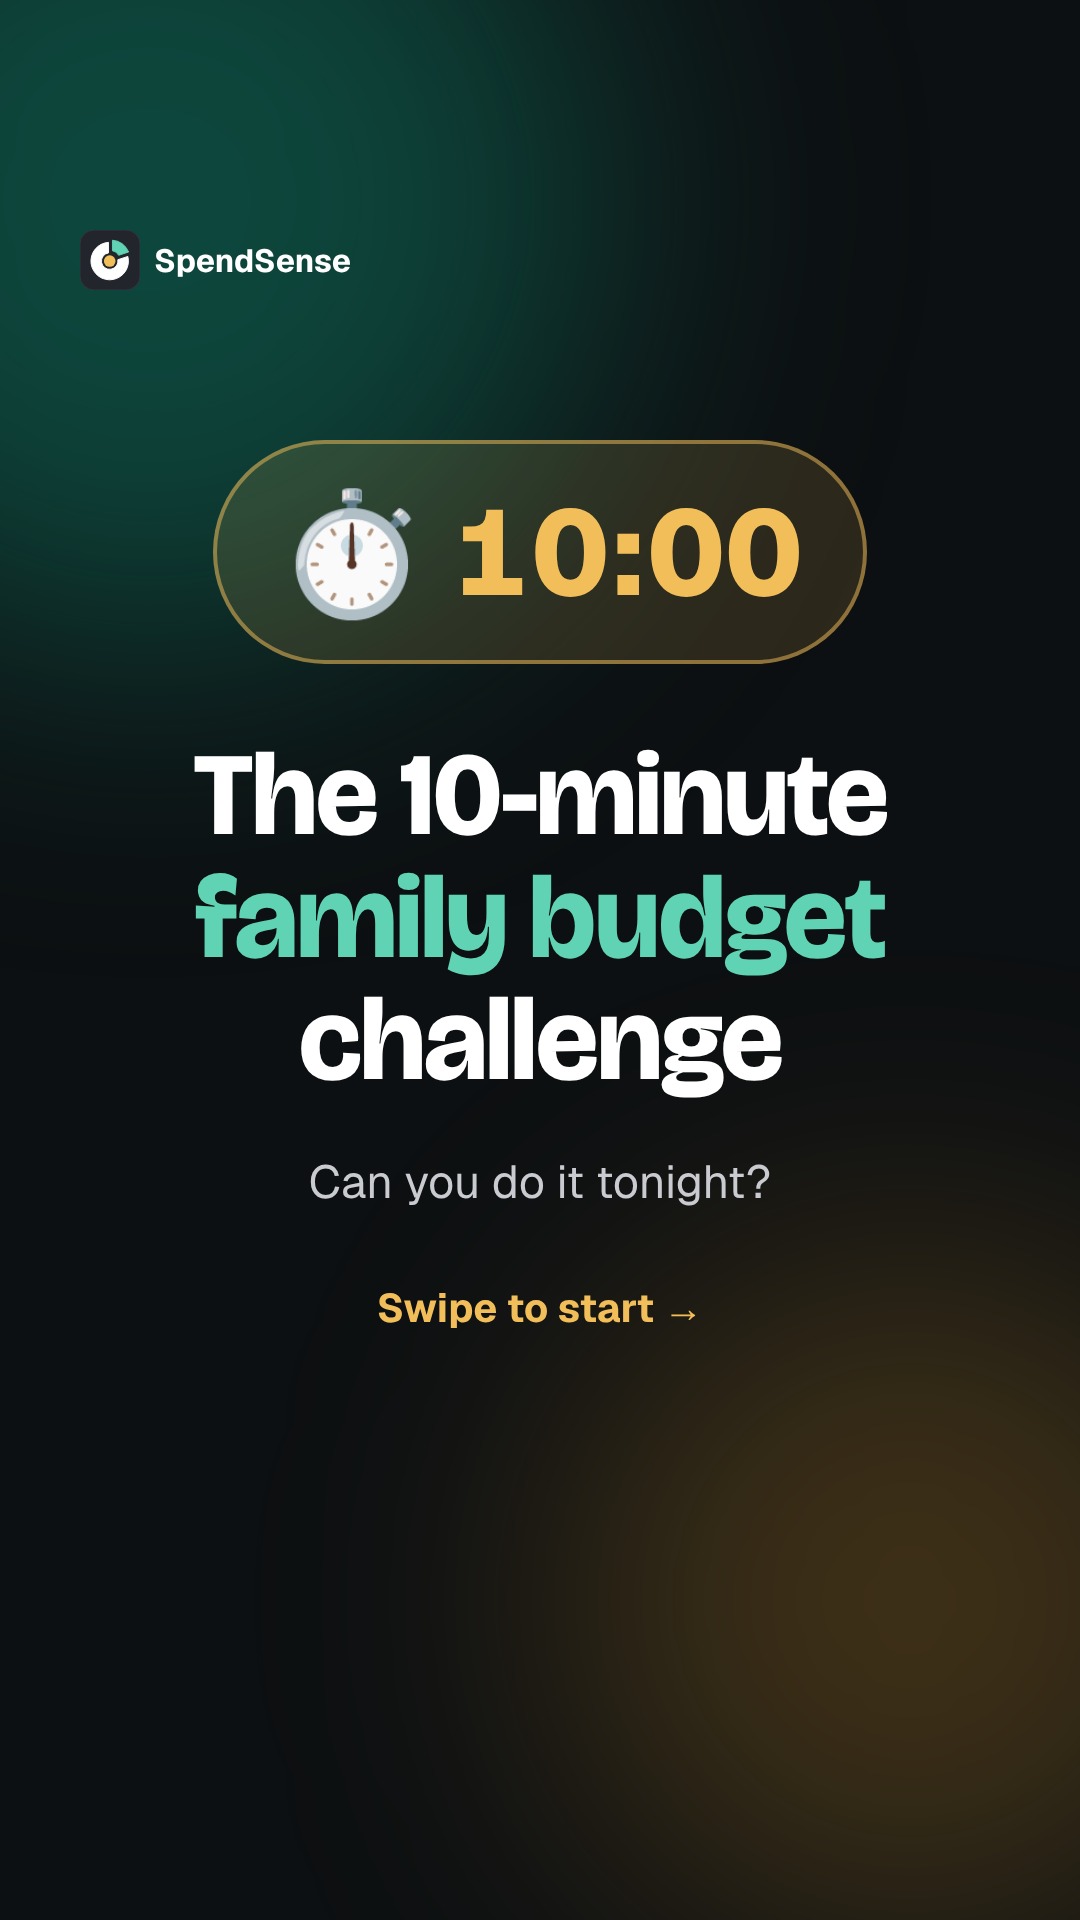 SpendSense
10:00
The 10-minute
family budget
challenge
Can you do it tonight?
Swipe to start →